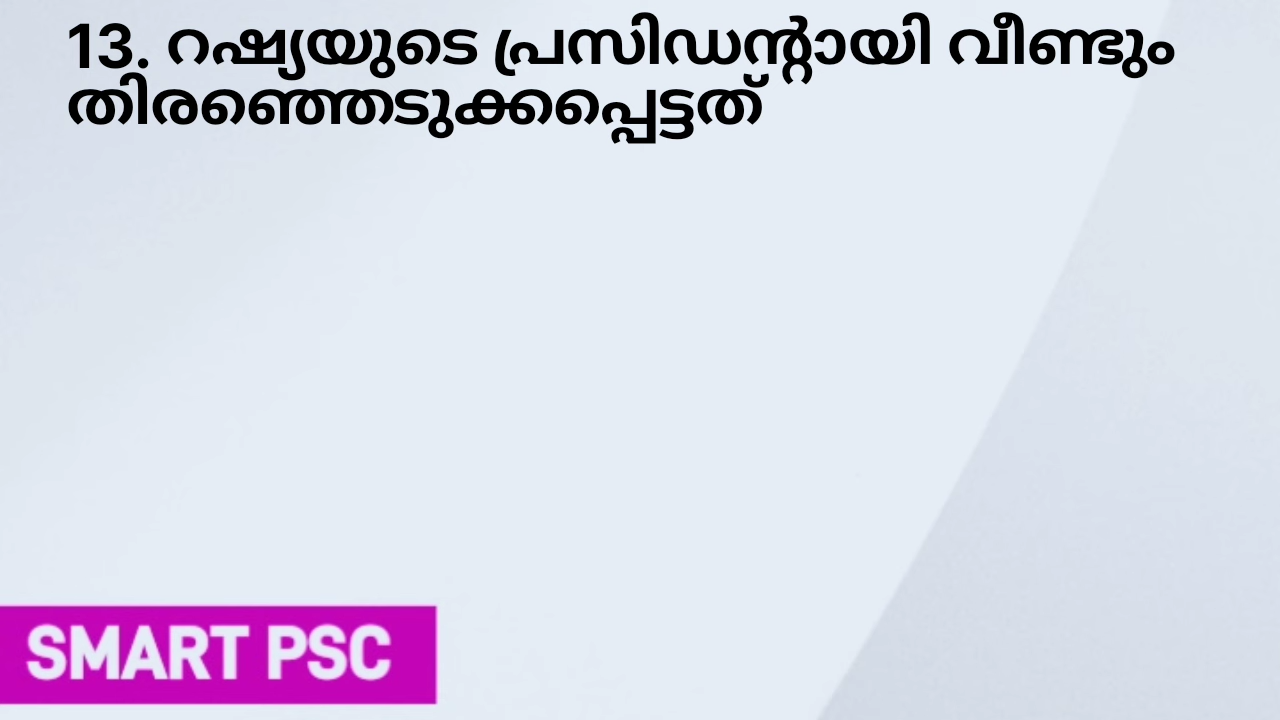 13. റഷ്യയുടെ പ്രസിഡന്റായി വീണ്ടും
തിരഞ്ഞെടുക്കപ്പെട്ടത്
SMART PSC